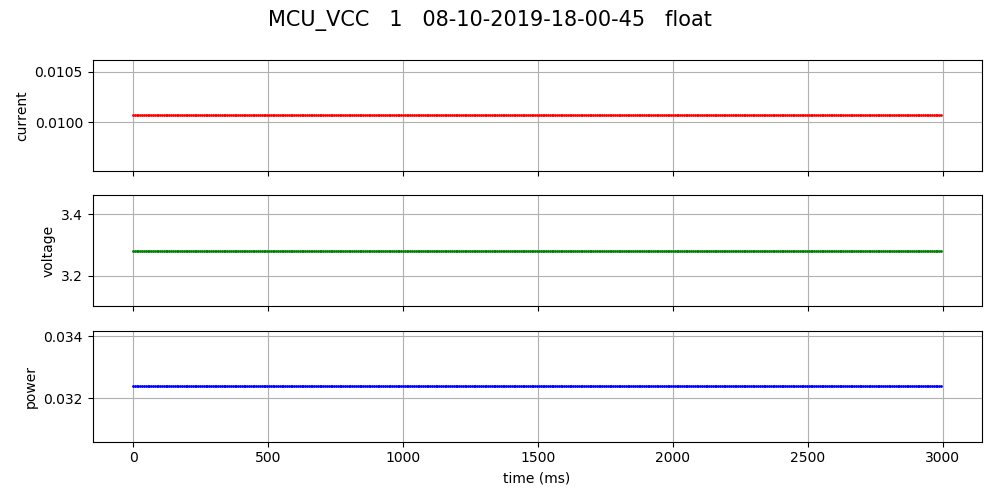 MCU_VCC 1 08-10-2019-18-00-45 float
0.0105
0.0100
current
3.4
3.2
voltage
0.034
0.032
power
0 500 1000 1500 2000 2500 3000
time (ms)